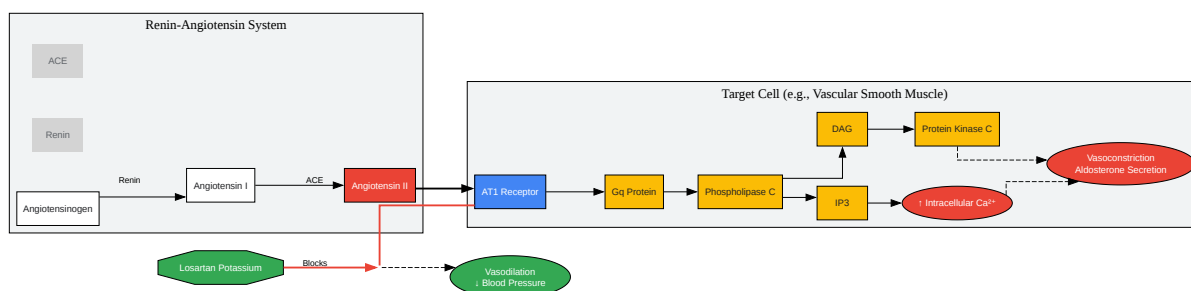 Renin-Angiotensin System
ACE
Renin
Renin
Angiotensin I
ACE
Angiotensin II
Angiotensinogen
Target Cell (e.g., Vascular Smooth Muscle)
DAG
Protein Kinase C
Vasoconstriction
Aldosterone Secretion
AT1 Receptor
Gq Protein
Phospholipase C
IP3
↑ Intracellular Ca²⁺
Losartan Potassium
Blocks
Vasodilation
↓ Blood Pressure